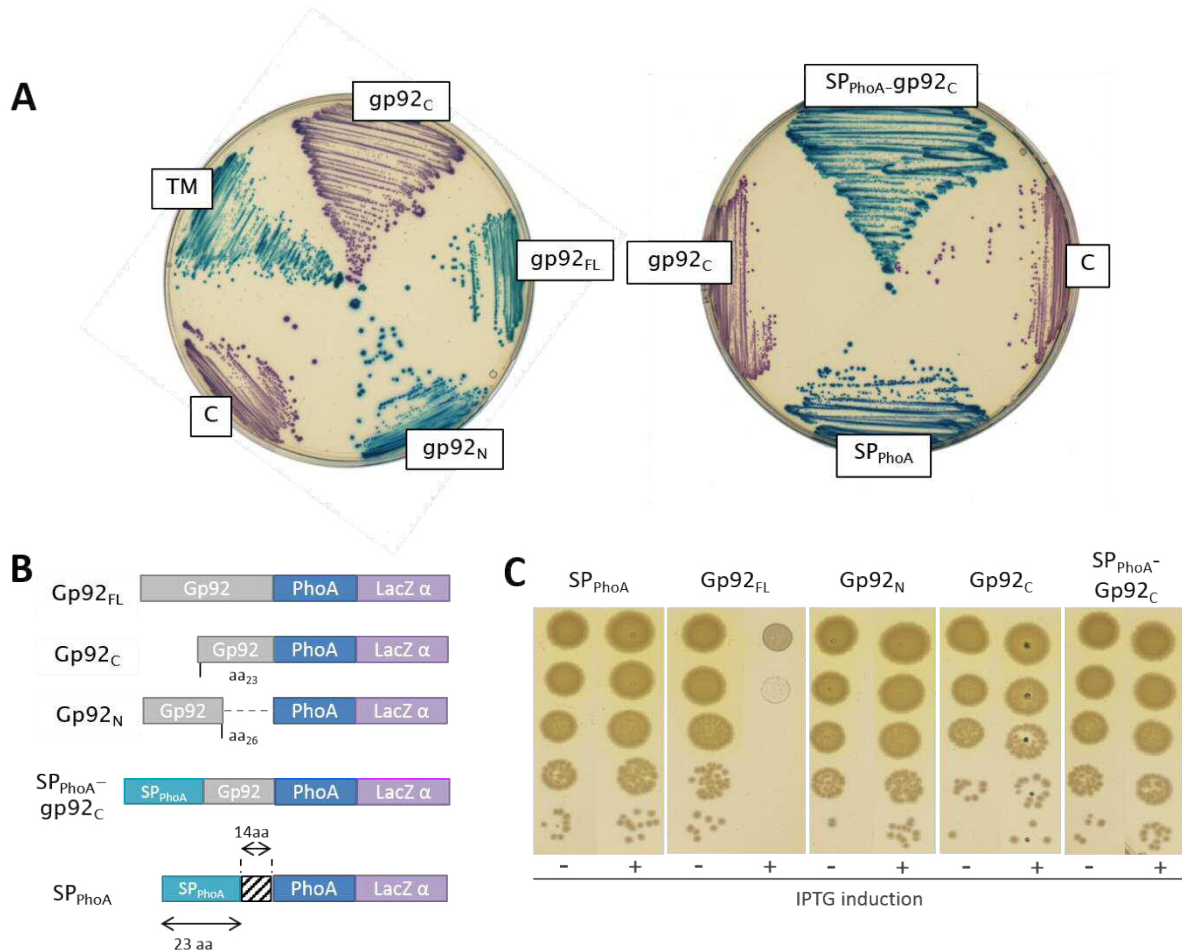 A
gp92C
SPPhoA-gp92C
TM
gp92FL
gp92C
C
C
gp92N
SPPhoA
B
Gp92FL
Gp92 PhoA LacZ α
Gp92C
Gp92 PhoA LacZ α
aa23
Gp92N
Gp92 PhoA LacZ α
aa26
SPPhoA–
gp92C
SPPhoA Gp92 PhoA LacZ α
14aa
SPPhoA
SPPhoA PhoA LacZ α
23 aa
C
SPPhoA Gp92FL Gp92N Gp92C SPPhoA-
Gp92C
- + - + - + - + - +
IPTG induction